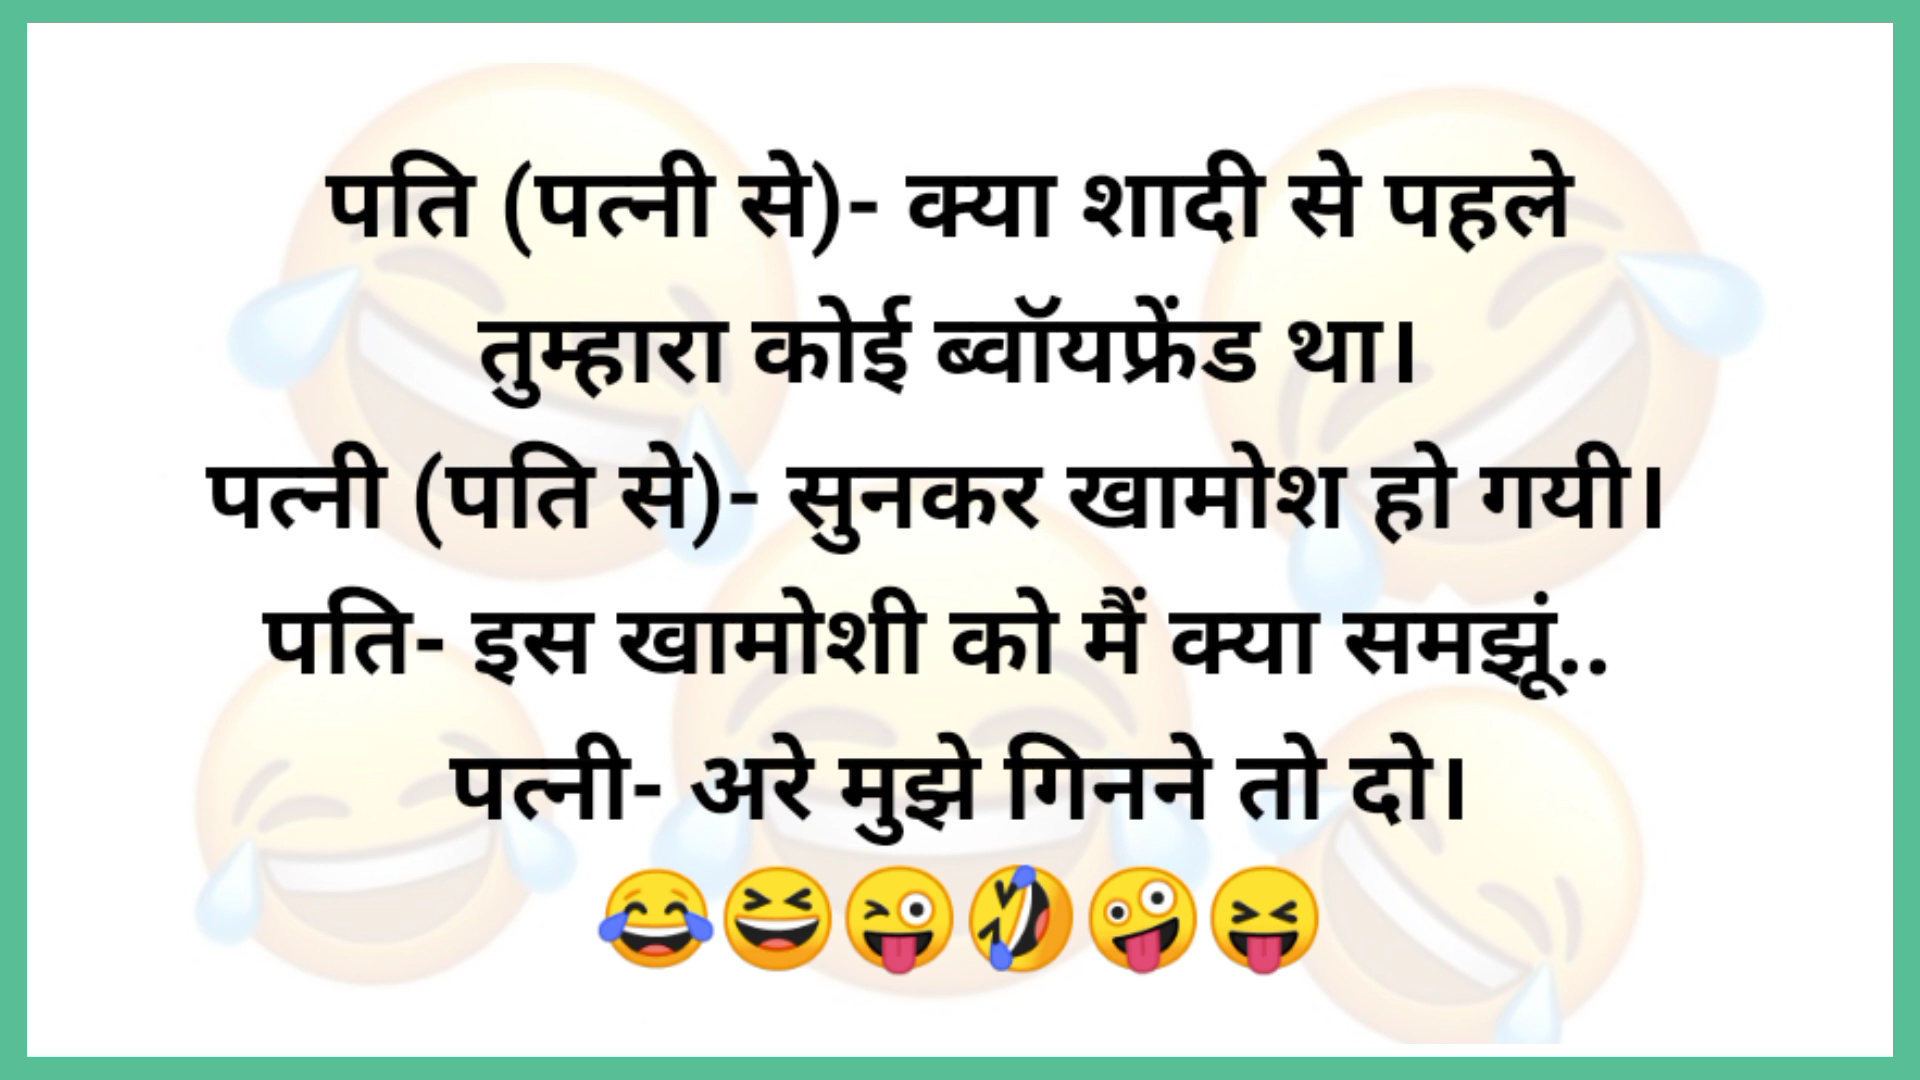 पति (पत्नी से)- क्या शादी से पहले
तुम्हारा कोई ब्वॉयफ्रेंड था।
पत्नी (पति से)- सुनकर खामोश हो गयी।
पति- इस खामोशी को मैं क्या समझूं..
पत्नी- अरे मुझे गिनने तो दो।
😂😆😜🤣🤪😝